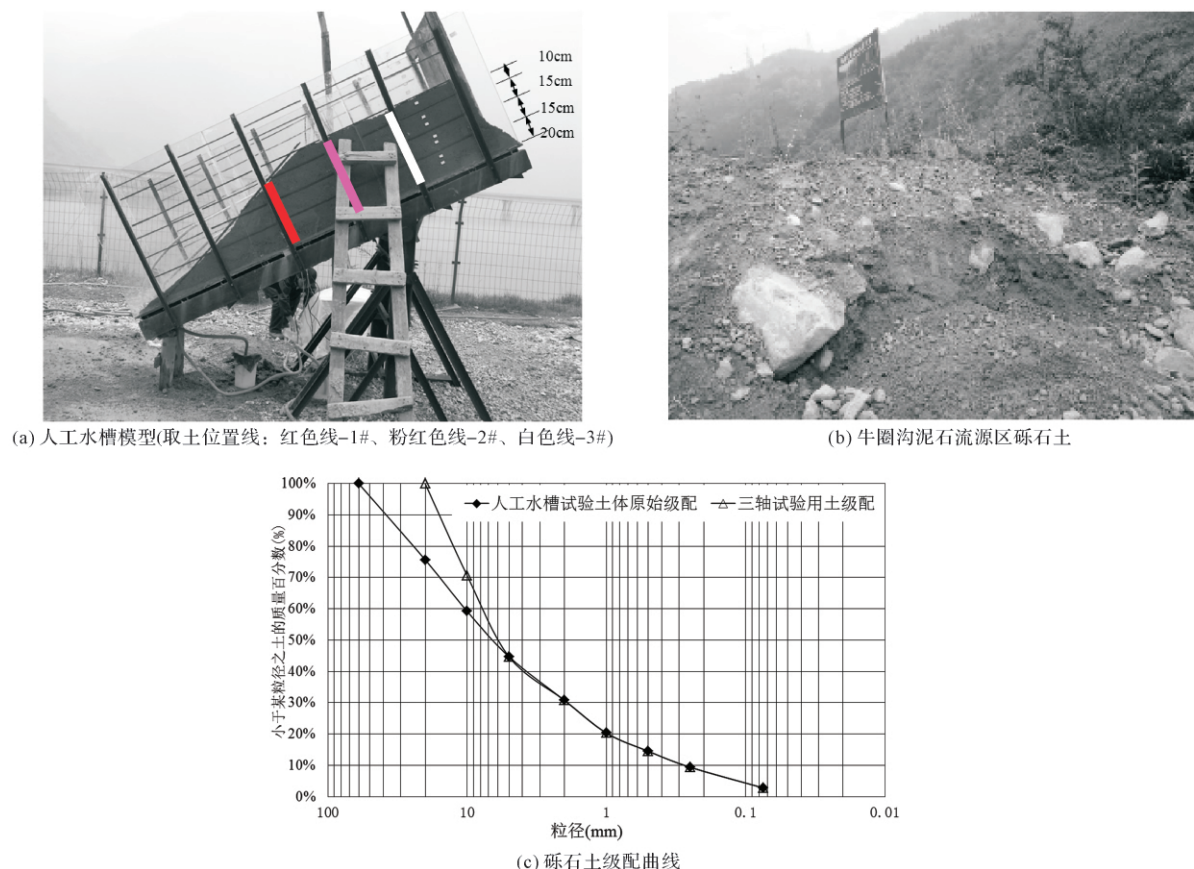 10cm
15cm
15cm
20cm
(a) 人工水槽模型(取土位置线：红色线-1#、粉红色线-2#、白色线-3#)
(b) 牛圈沟泥石流源区砾石土
小于某粒径之土的质量百分数(%)
100%
90%
80%
70%
60%
50%
40%
30%
20%
10%
0%
人工水槽试验土体原始级配
三轴试验用土级配
100
10
1
0.1
0.01
粒径(mm)
(c) 砾石土级配曲线